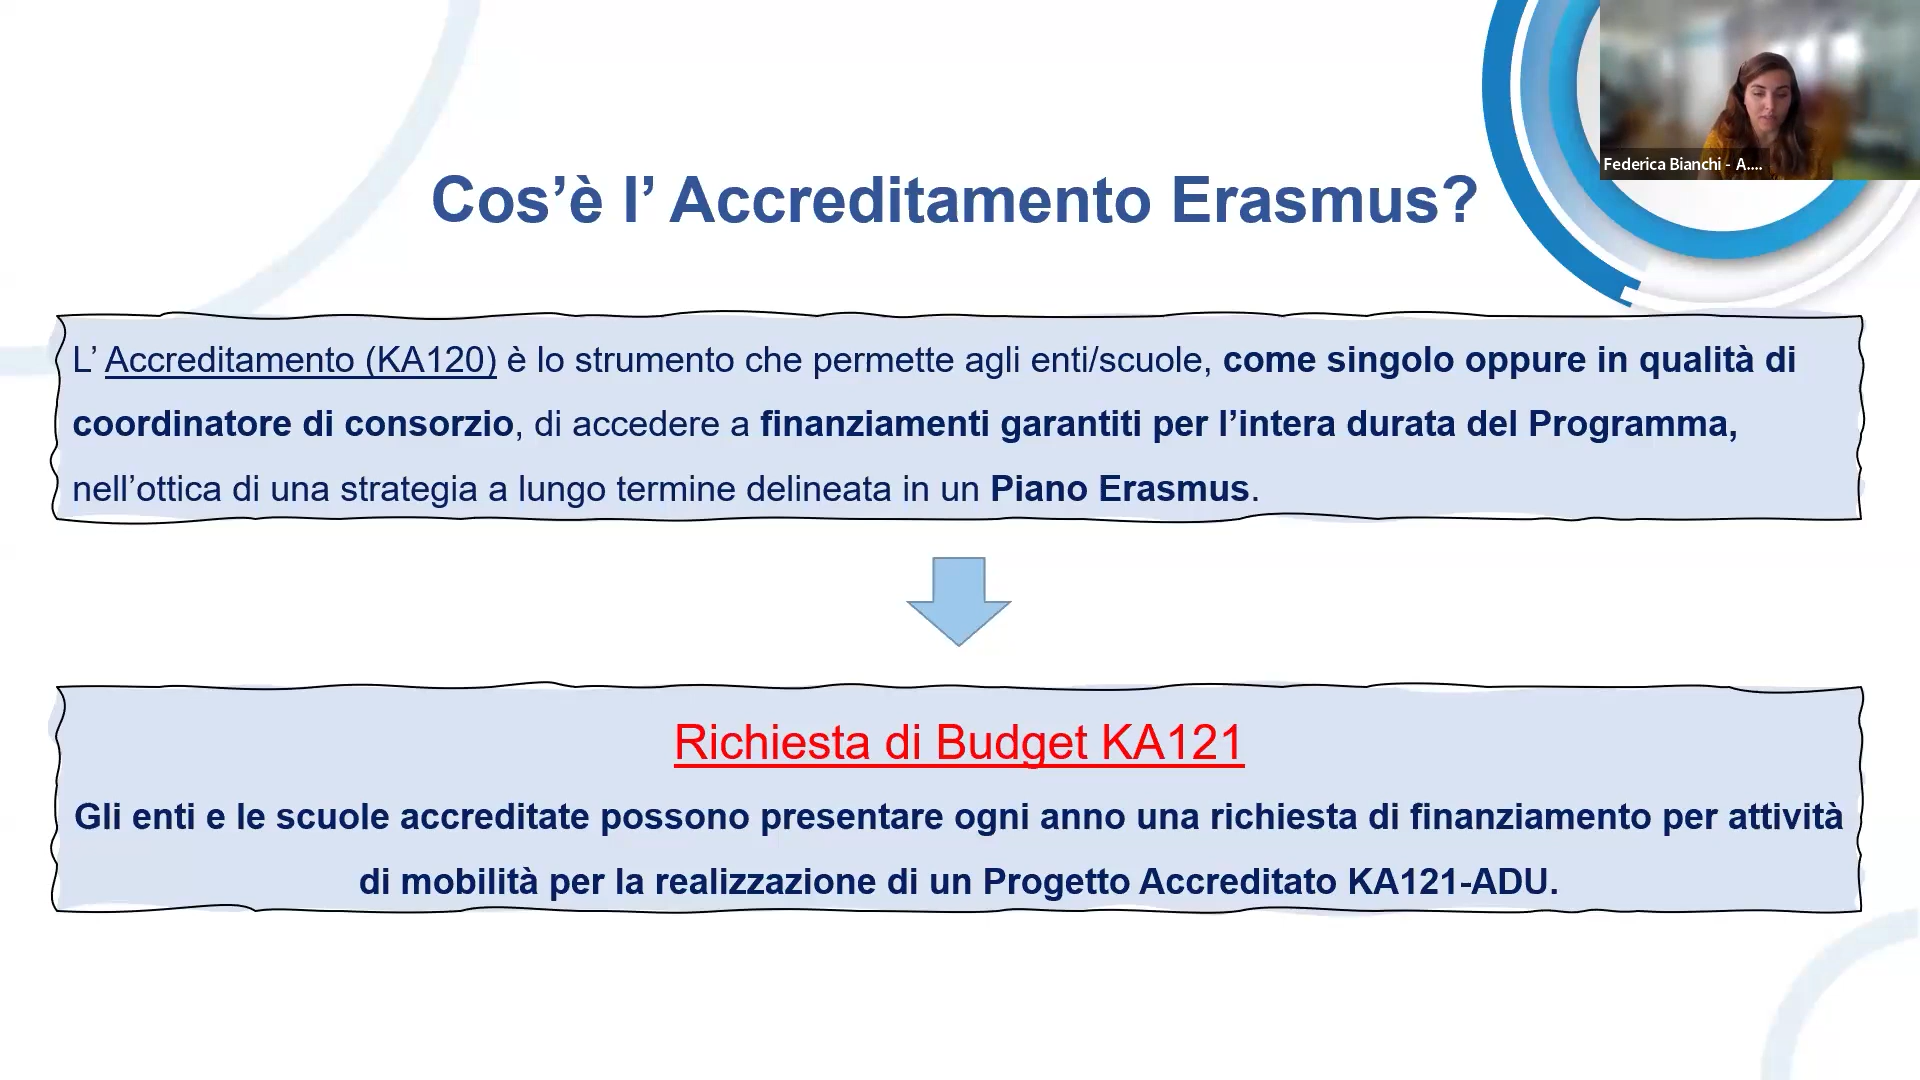 Federica Bianchi - A....
Cos’è l’ Accreditamento Erasmus?
L’ Accreditamento (KA120) è lo strumento che permette agli enti/scuole, come singolo oppure in qualità di
coordinatore di consorzio, di accedere a finanziamenti garantiti per l’intera durata del Programma,
nell’ottica di una strategia a lungo termine delineata in un Piano Erasmus.
Richiesta di Budget KA121
Gli enti e le scuole accreditate possono presentare ogni anno una richiesta di finanziamento per attività
di mobilità per la realizzazione di un Progetto Accreditato KA121-ADU.